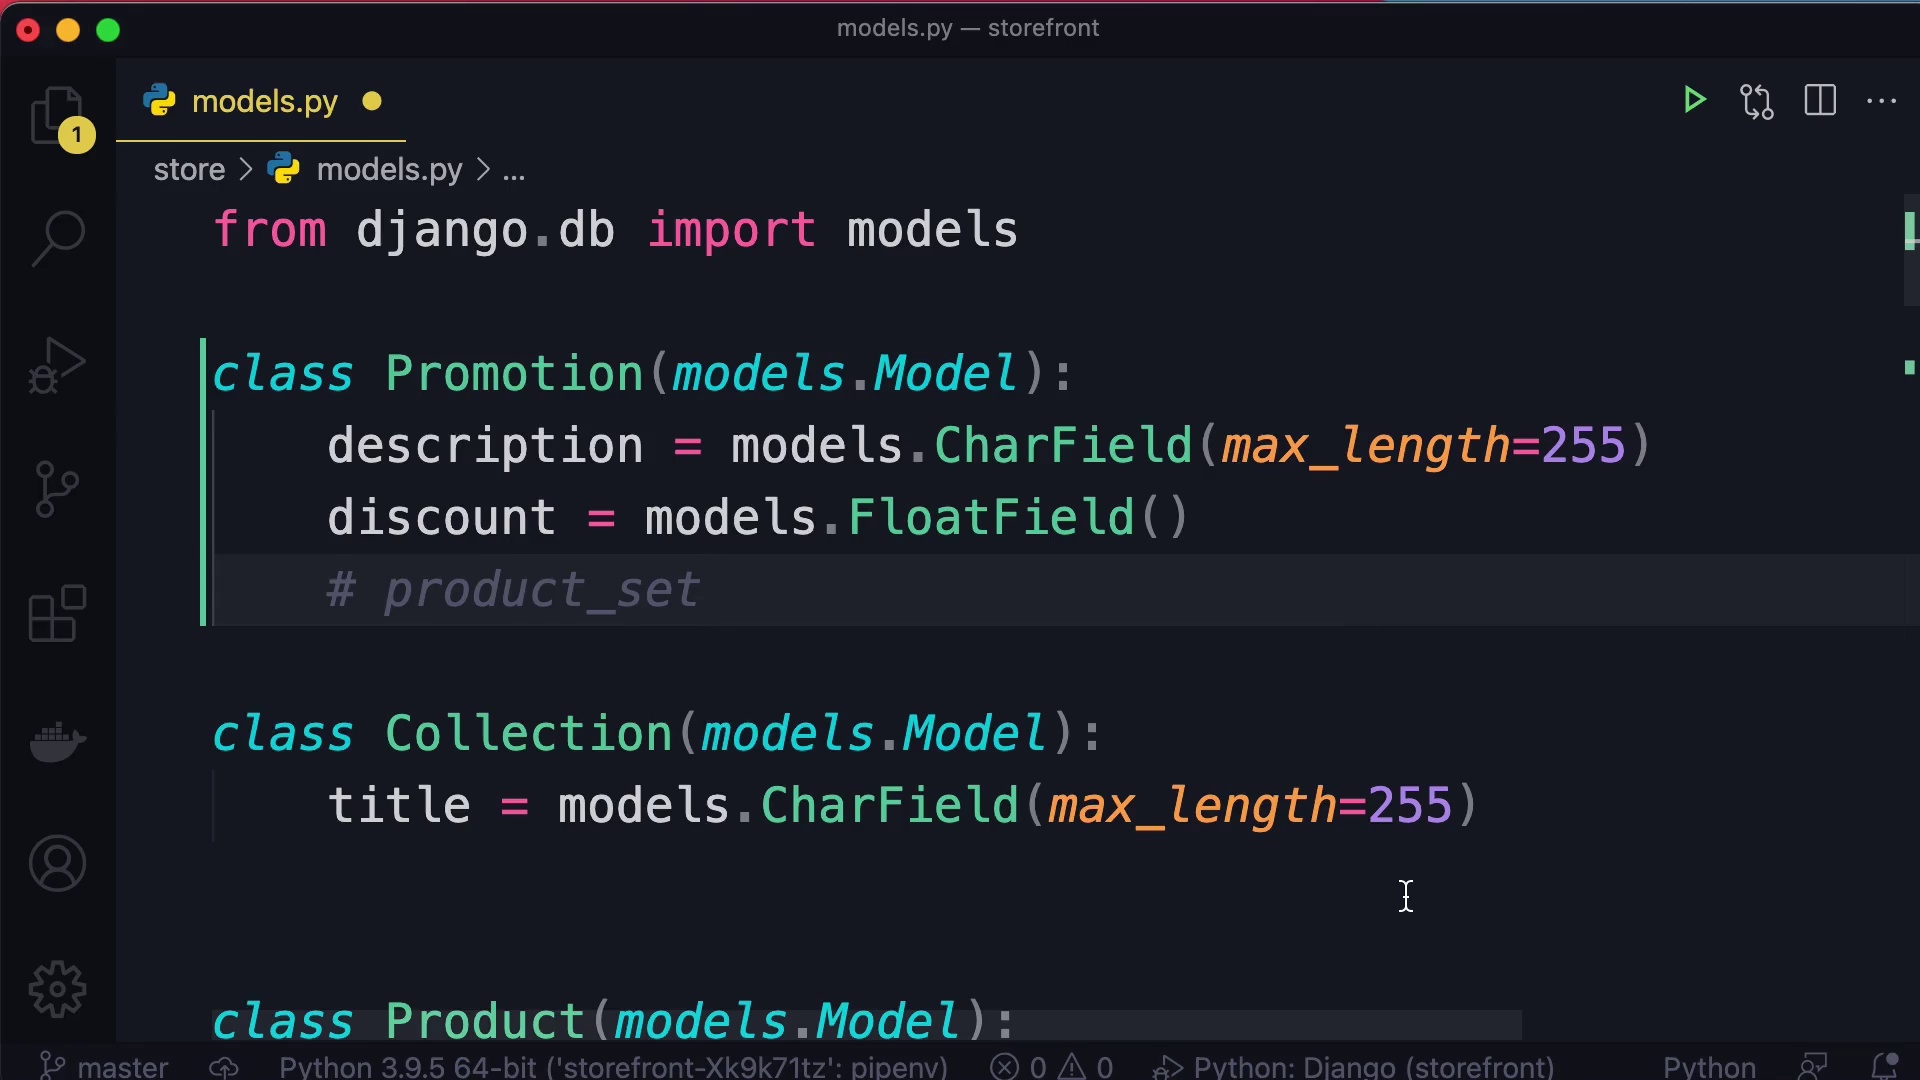 models.py — storefront
models.py
1
store > models.py > ...
from django.db import models
class Promotion(models.Model):
description = models.CharField(max_length=255)
discount = models.FloatField()
# product_set
class Collection(models.Model):
title = models.CharField(max_length=255)
class Product(models.Model):
master Python 3.9.5 64-bit ('storefront-Xk9k71tz': pipenv) 0 0 Python: Django (storefront) Python